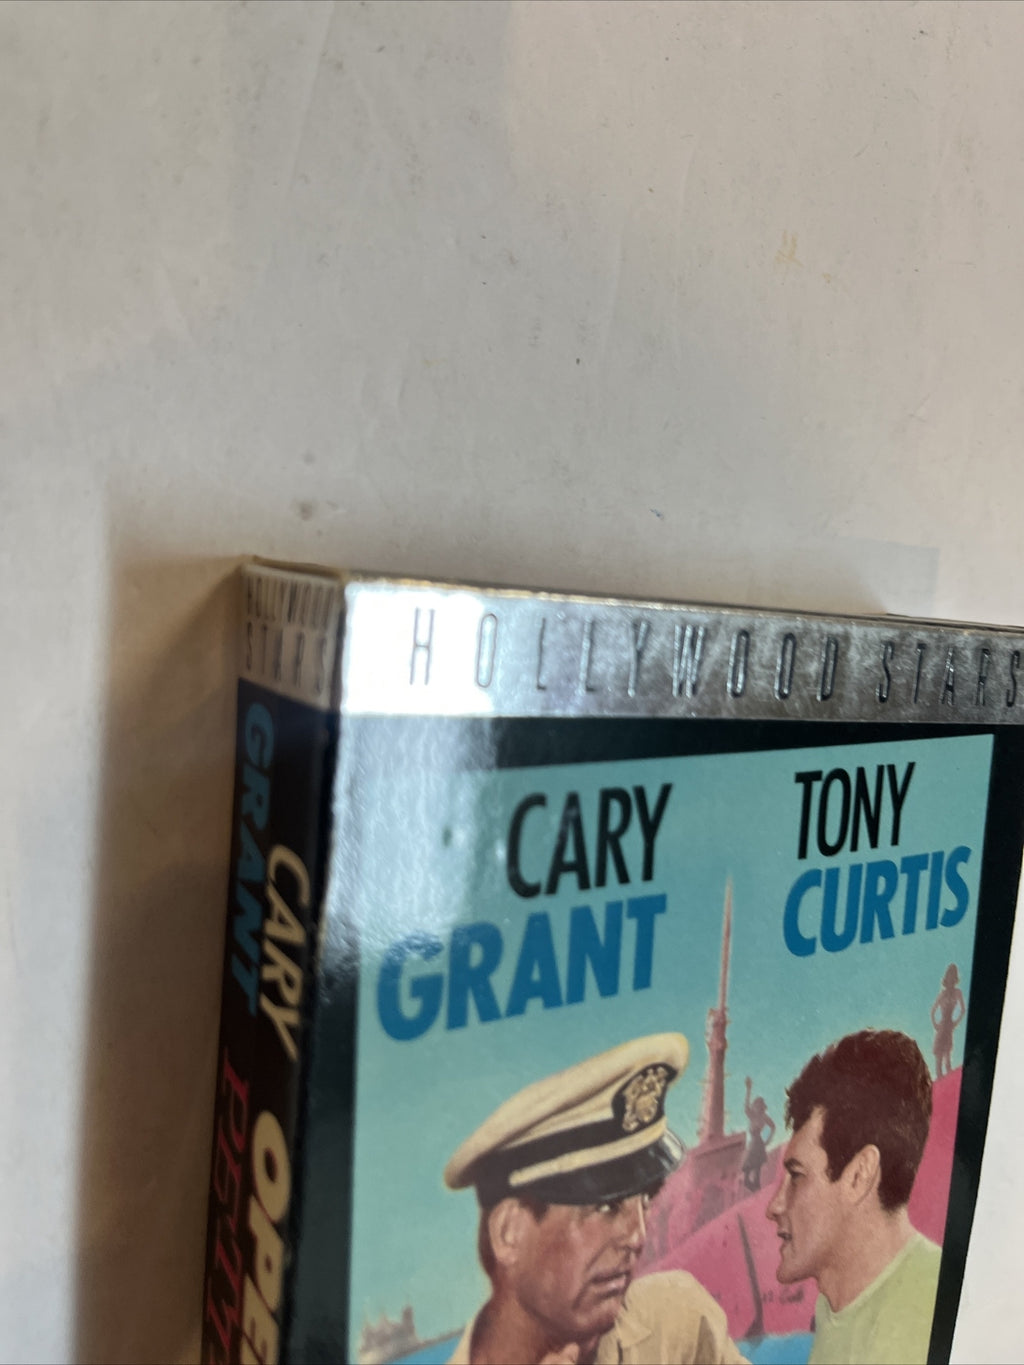 HOLLYWOOD STARS
CARY
GRANT
TONY
CURTIS
HOLLYWOOD
STARS
CARY
GRANT